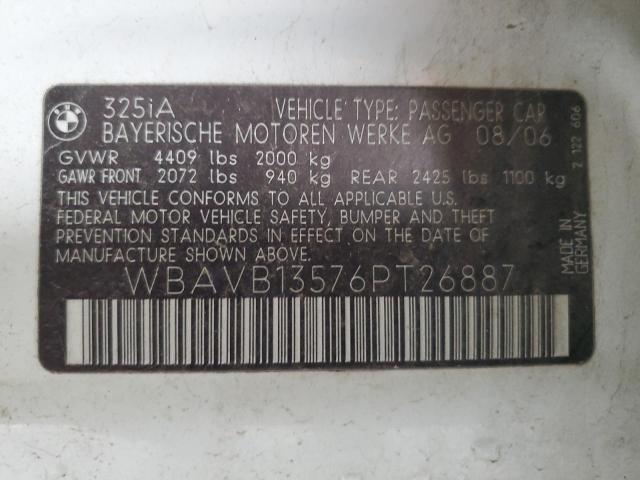 BMW
325iA VEHICLE TYPE: PASSENGER CAR
BAYERISCHE MOTOREN WERKE AG 08/06
GVWR 4409 lbs 2000 kg
GAWR FRONT 2072 lbs 940 kg REAR 2425 lbs 1100 kg
THIS VEHICLE CONFORMS TO ALL APPLICABLE U.S.
FEDERAL MOTOR VEHICLE SAFETY, BUMPER AND THEFT
PREVENTION STANDARDS IN EFFECT ON THE DATE OF
MANUFACTURE SHOWN ABOVE.
WBAVB13576PT26887
MADE IN
GERMANY
7 122 606